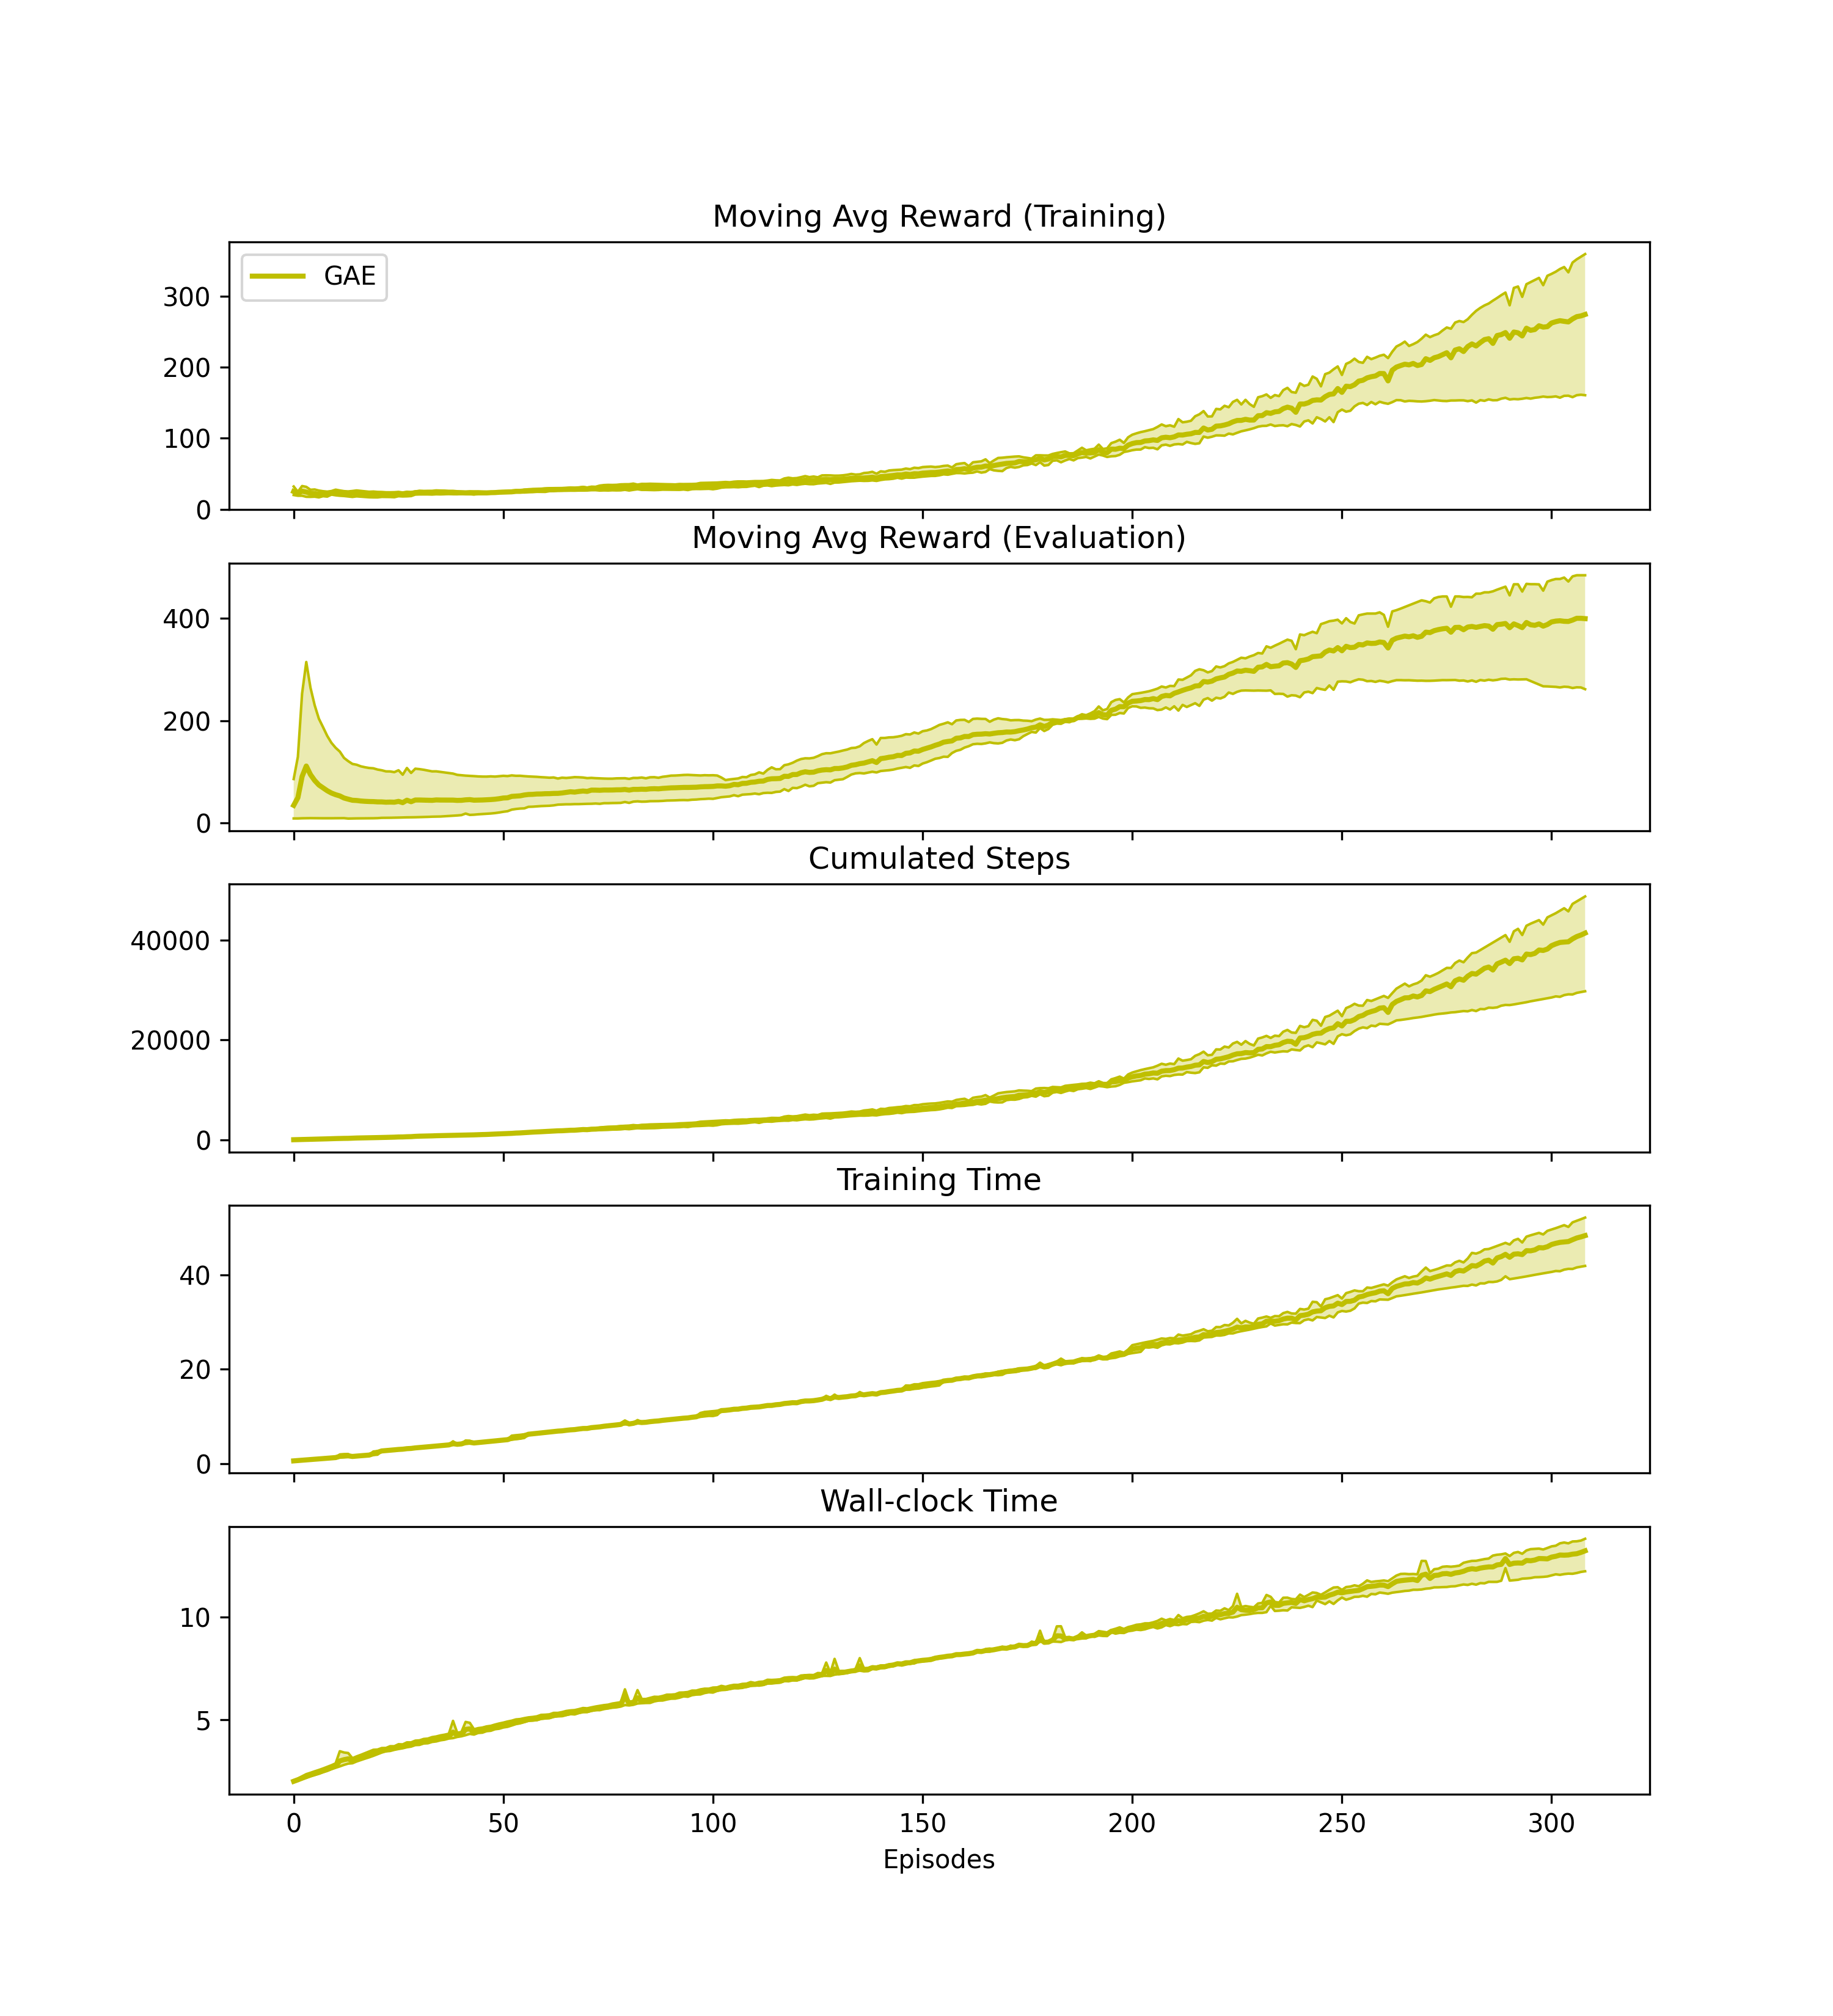 Moving Avg Reward (Training)
GAE
300
200
100
0
Moving Avg Reward (Evaluation)
400
200
0
Cumulated Steps
40000
20000
0
Training Time
40
20
0
Wall-clock Time
10
5
0 50 100 150 200 250 300
Episodes